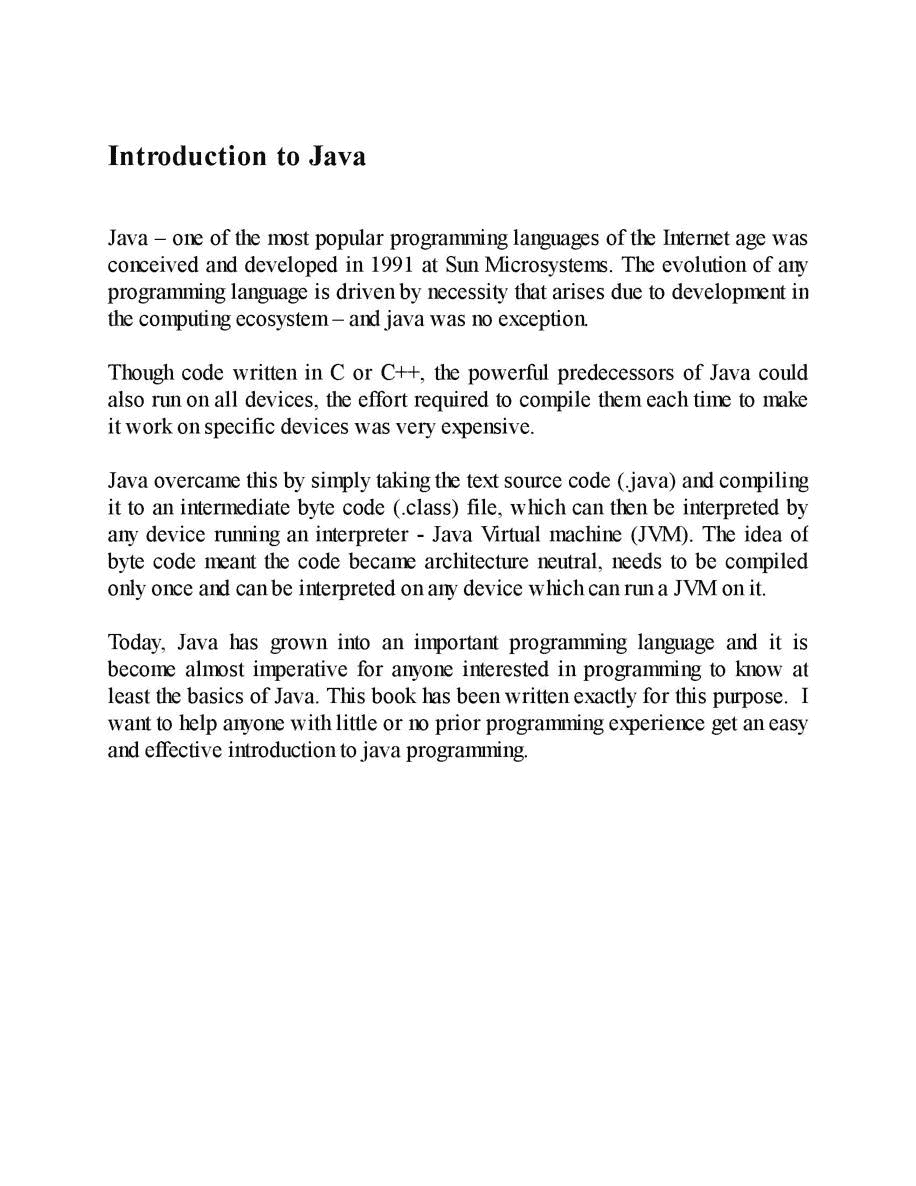 Introduction to Java
Java – one of the most popular programming languages of the Internet age was
conceived and developed in 1991 at Sun Microsystems. The evolution of any
programming language is driven by necessity that arises due to development in
the computing ecosystem – and java was no exception.
Though code written in C or C++, the powerful predecessors of Java could
also run on all devices, the effort required to compile them each time to make
it work on specific devices was very expensive.
Java overcame this by simply taking the text source code (.java) and compiling
it to an intermediate byte code (.class) file, which can then be interpreted by
any device running an interpreter - Java Virtual machine (JVM). The idea of
byte code meant the code became architecture neutral, needs to be compiled
only once and can be interpreted on any device which can run a JVM on it.
Today, Java has grown into an important programming language and it is
become almost imperative for anyone interested in programming to know at
least the basics of Java. This book has been written exactly for this purpose.  I
want to help anyone with little or no prior programming experience get an easy
and effective introduction to java programming.